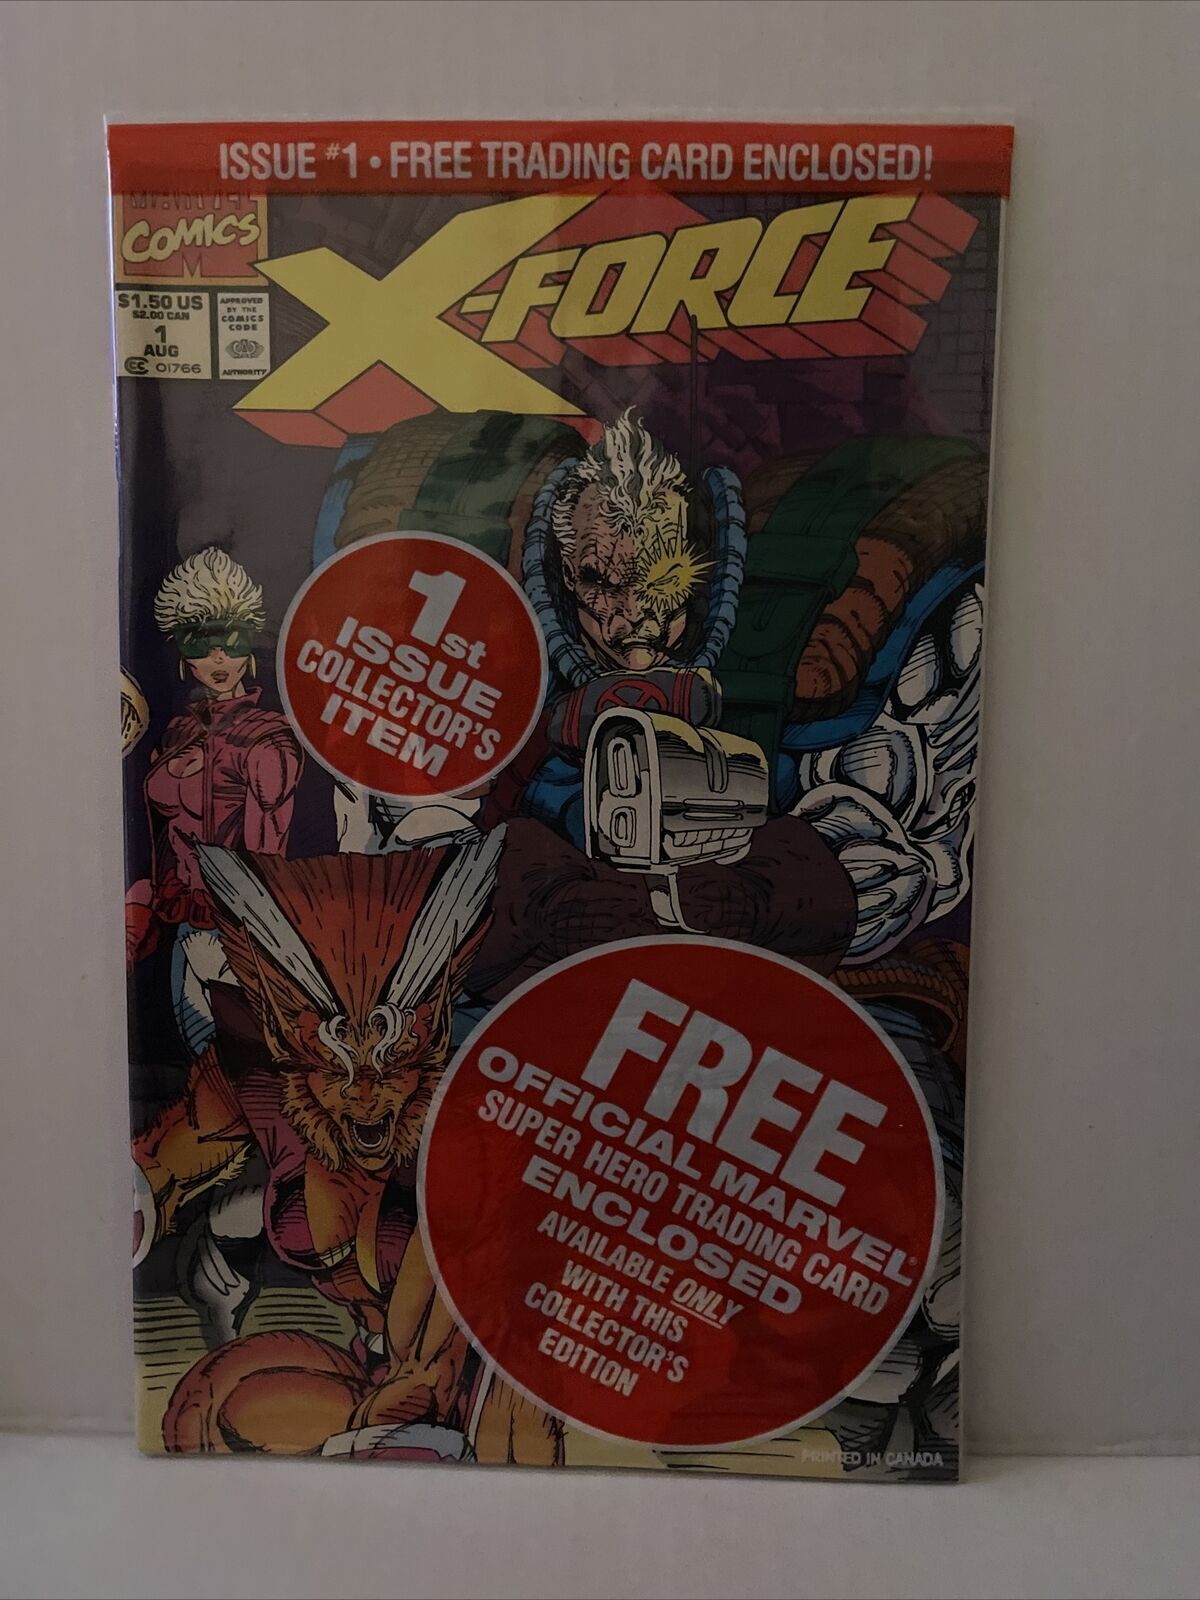 ISSUE #1 • FREE TRADING CARD ENCLOSED!
MARVEL
COMICS
X-FORCE
$1.50 US
$2.00 CAN
1
AUG
CC 01766
APPROVED
BY THE
COMICS
CODE
AUTHORITY
1st
ISSUE
COLLECTOR'S
ITEM
FREE
OFFICIAL MARVEL®
SUPER HERO TRADING CARD
ENCLOSED
AVAILABLE ONLY
WITH THIS
COLLECTOR'S
EDITION
PRINTED IN CANADA